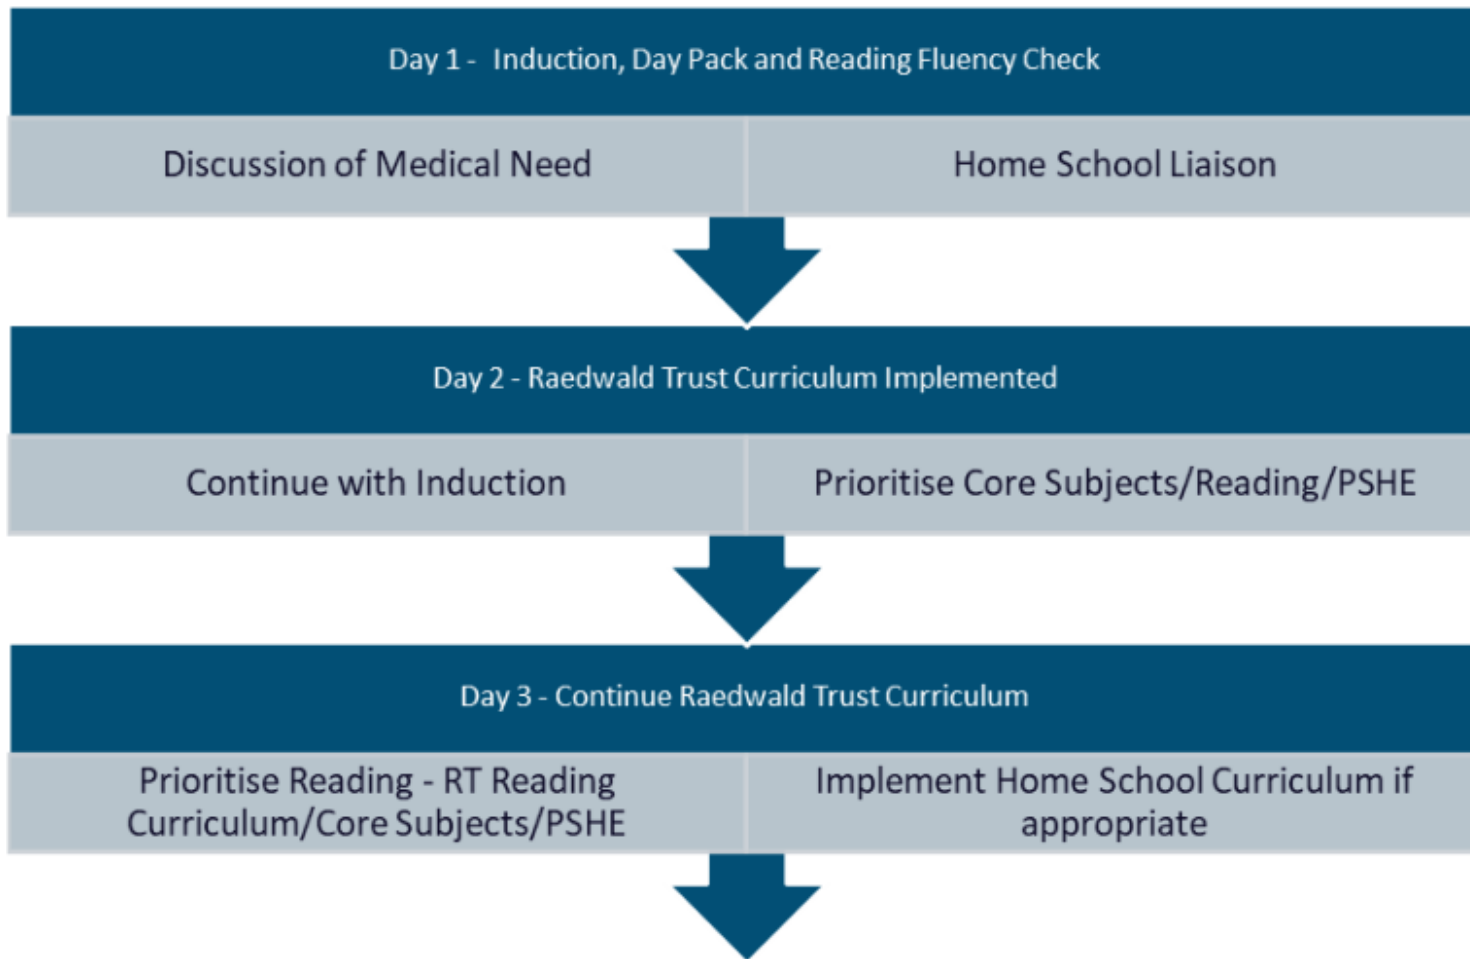 Day 1 - Induction, Day Pack and Reading Fluency Check
Discussion of Medical Need
Home School Liaison
Day 2 - Raedwald Trust Curriculum Implemented
Continue with Induction
Prioritise Core Subjects/Reading/PSHE
Day 3 - Continue Raedwald Trust Curriculum
Prioritise Reading - RT Reading
Curriculum/Core Subjects/PSHE
Implement Home School Curriculum if
appropriate